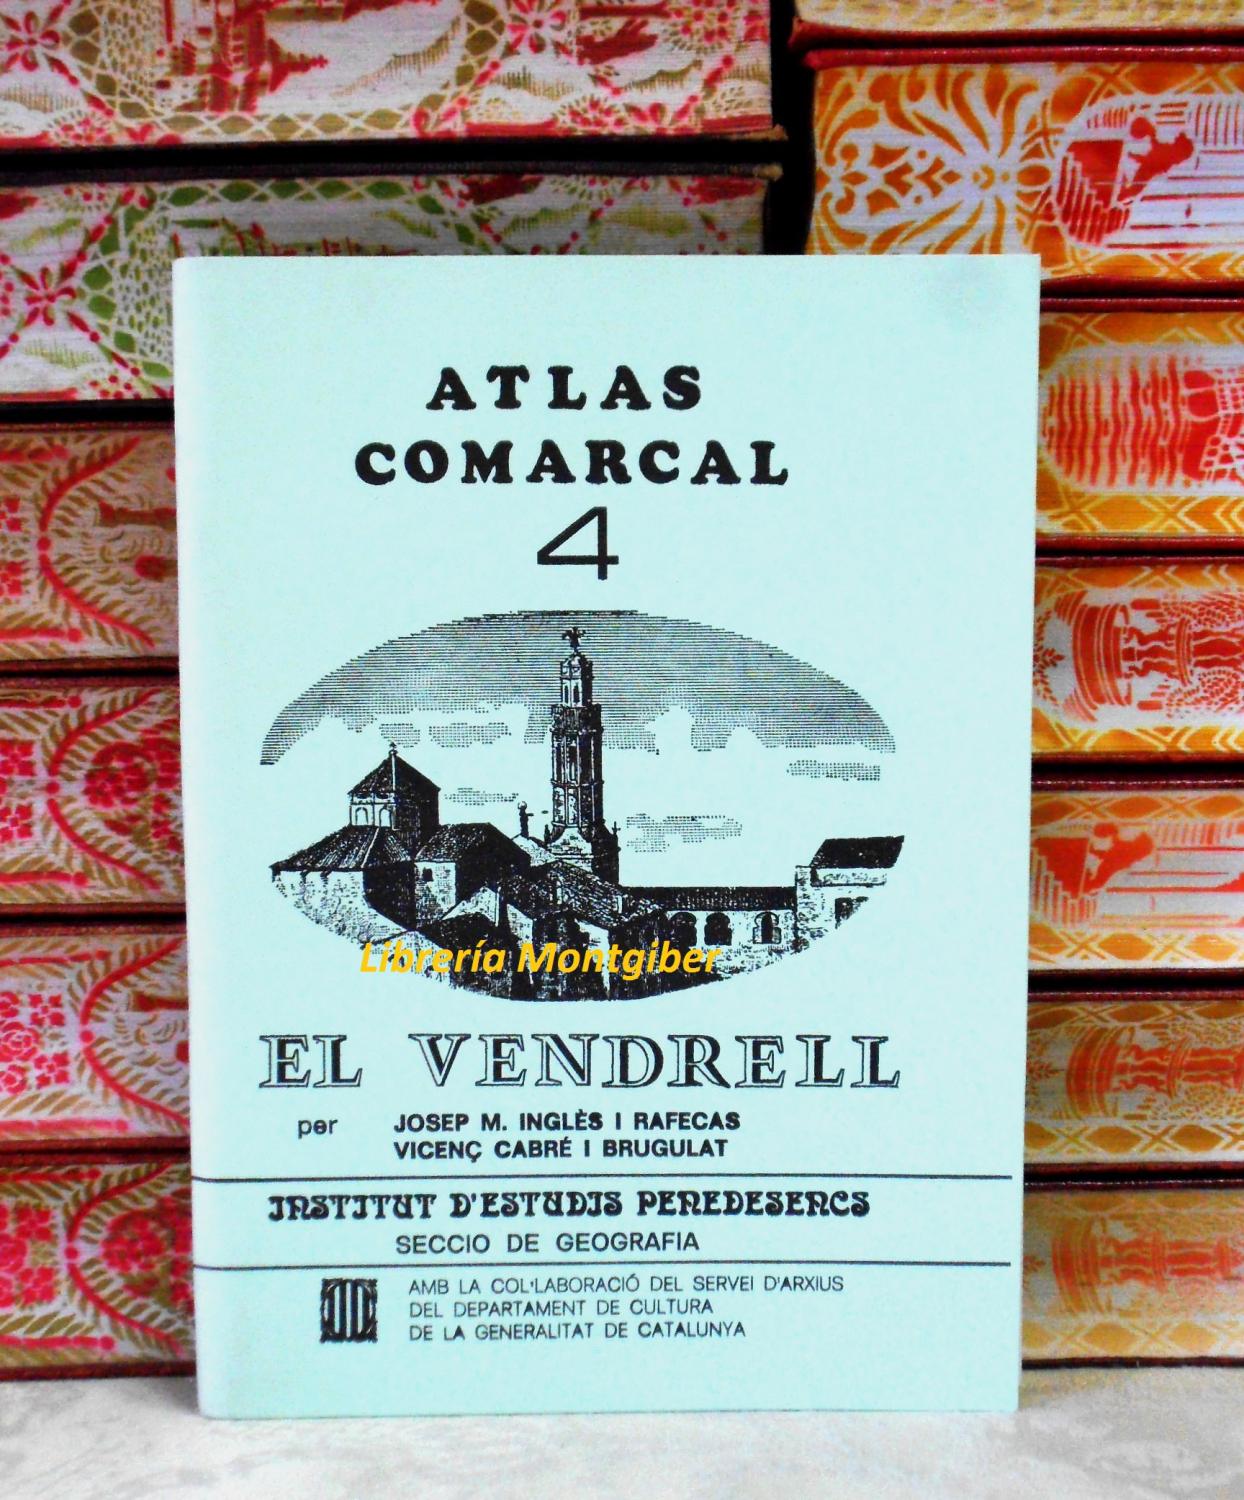 ATLAS
COMARCAL
4
Librería Montgiber
EL VENDRELL
per JOSEP M. INGLÈS I RAFECAS
VICENÇ CABRÉ I BRUGULAT
INSTITUT D'ESTUDIS PENEDESENCS
SECCIO DE GEOGRAFIA
AMB LA COL·LABORACIÓ DEL SERVEI D'ARXIUS
DEL DEPARTAMENT DE CULTURA
DE LA GENERALITAT DE CATALUNYA